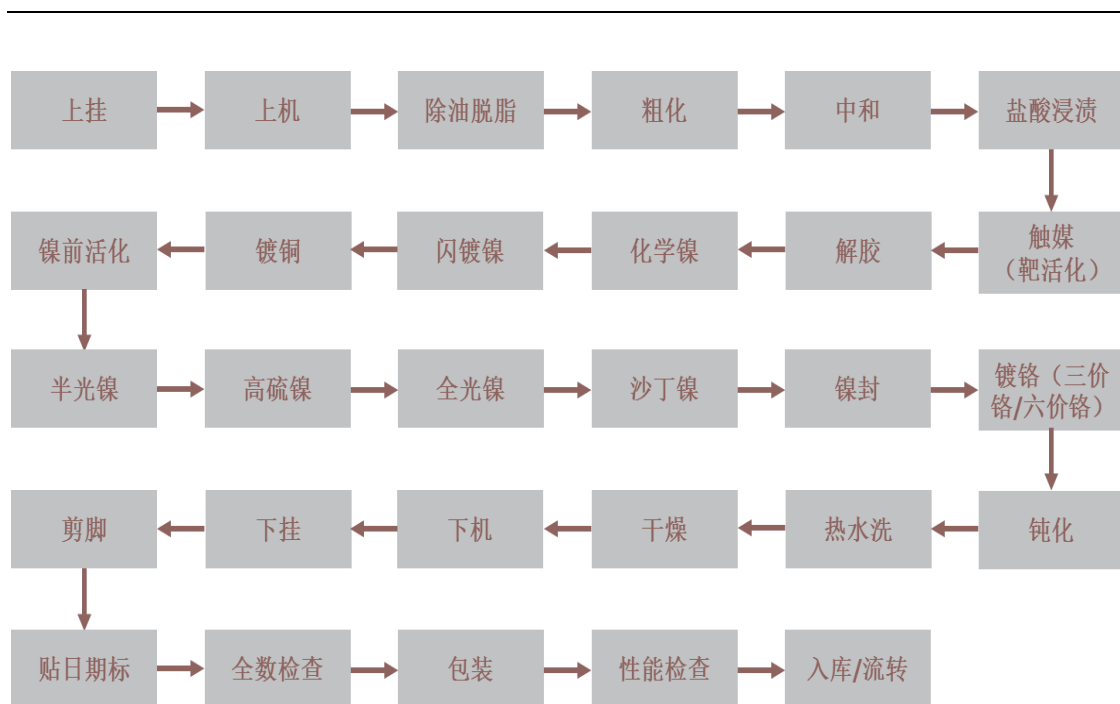 上挂
上机
除油脱脂
粗化
中和
盐酸浸渍
触媒
（靶活化）
解胶
化学镍
闪镀镍
镀铜
镍前活化
半光镍
高硫镍
全光镍
沙丁镍
镍封
镀铬（三价
铬/六价铬）
钝化
热水洗
干燥
下机
下挂
剪脚
贴日期标
全数检查
包装
性能检查
入库/流转